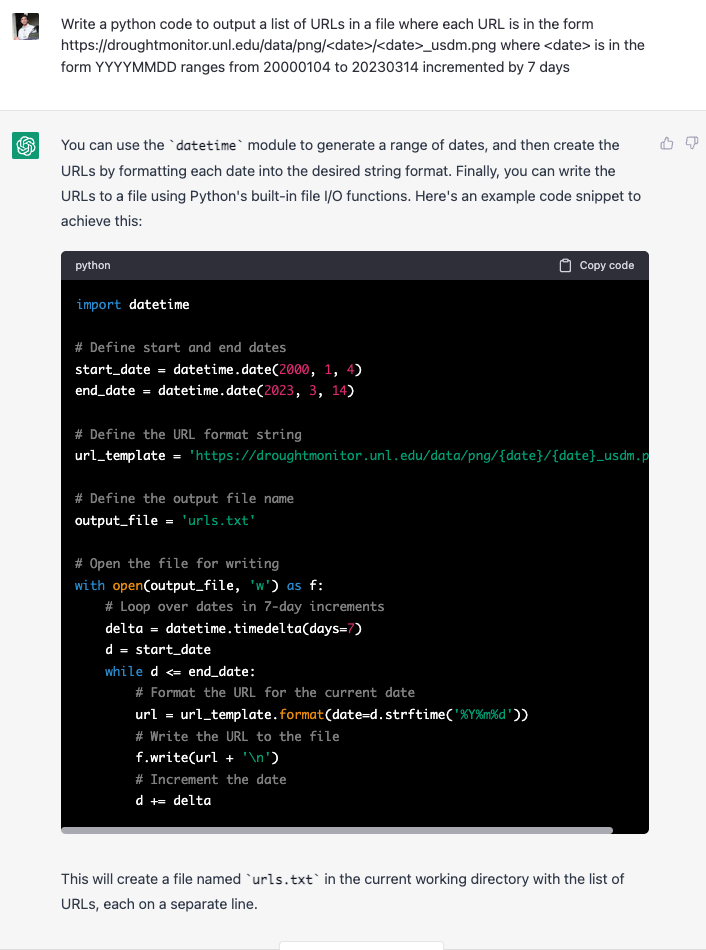 Write a python code to output a list of URLs in a file where each URL is in the form
https://droughtmonitor.unl.edu/data/png/<date>/<date>_usdm.png where <date> is in the
form YYYYMMDD ranges from 20000104 to 20230314 incremented by 7 days
You can use the `datetime` module to generate a range of dates, and then create the
URLs by formatting each date into the desired string format. Finally, you can write the
URLs to a file using Python's built-in file I/O functions. Here's an example code snippet to
achieve this:
python Copy code
import datetime
# Define start and end dates
start_date = datetime.date(2000, 1, 4)
end_date = datetime.date(2023, 3, 14)
# Define the URL format string
url_template = 'https://droughtmonitor.unl.edu/data/png/{date}/{date}_usdm.p
# Define the output file name
output_file = 'urls.txt'
# Open the file for writing
with open(output_file, 'w') as f:
    # Loop over dates in 7-day increments
    delta = datetime.timedelta(days=7)
    d = start_date
    while d <= end_date:
        # Format the URL for the current date
        url = url_template.format(date=d.strftime('%Y%m%d'))
        # Write the URL to the file
        f.write(url + '\n')
        # Increment the date
        d += delta
This will create a file named `urls.txt` in the current working directory with the list of
URLs, each on a separate line.